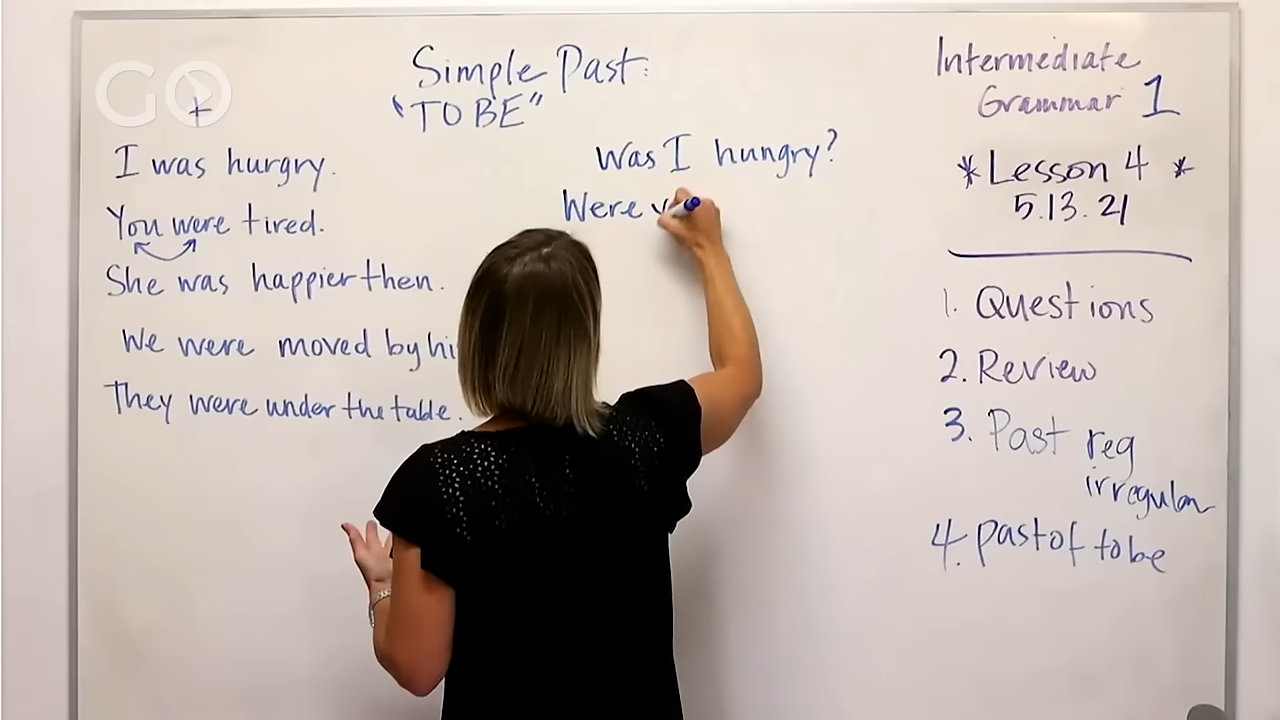 GO
Simple Past:
"TO BE"
+
I was hurgry.
You were tired.
She was happier then.
We were moved by
They were under the table.
Was I hungry?
Were
Intermediate
Grammar 1
* Lesson 4 *
5.13.21
1. Questions
2. Review
3. Past reg
irregular
4. past of to be